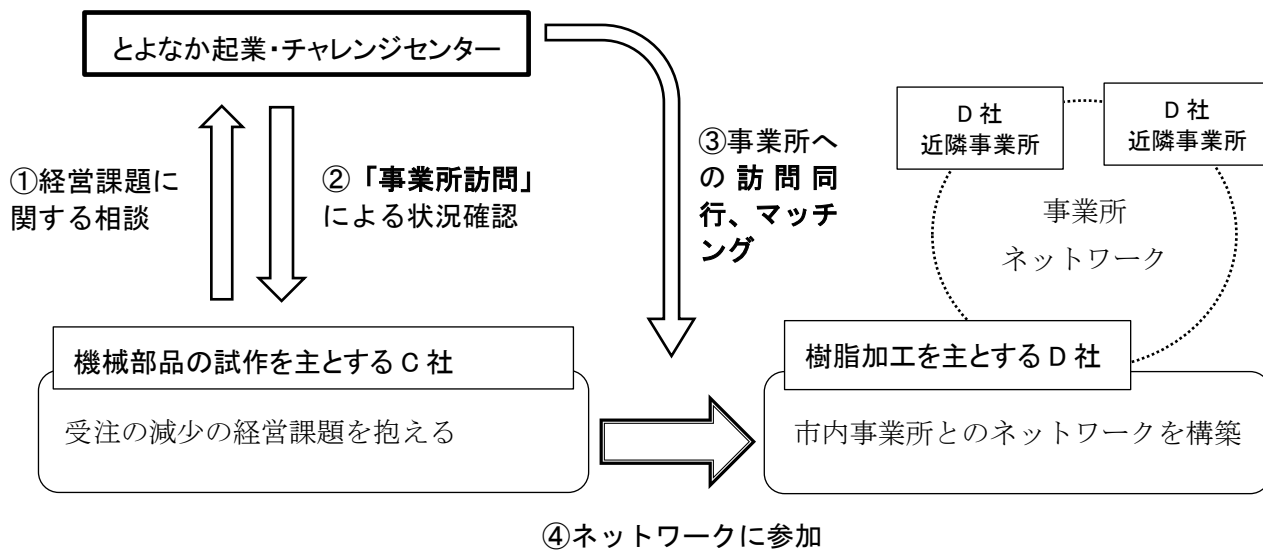 とよなか起業・チャレンジセンター
①経営課題に
関する相談
②「事業所訪問」
による状況確認
③事業所へ
の訪問同
行、マッチ
ング
D 社
近隣事業所
D 社
近隣事業所
事業所
ネットワーク
機械部品の試作を主とする C 社
受注の減少の経営課題を抱える
樹脂加工を主とする D 社
市内事業所とのネットワークを構築
④ネットワークに参加